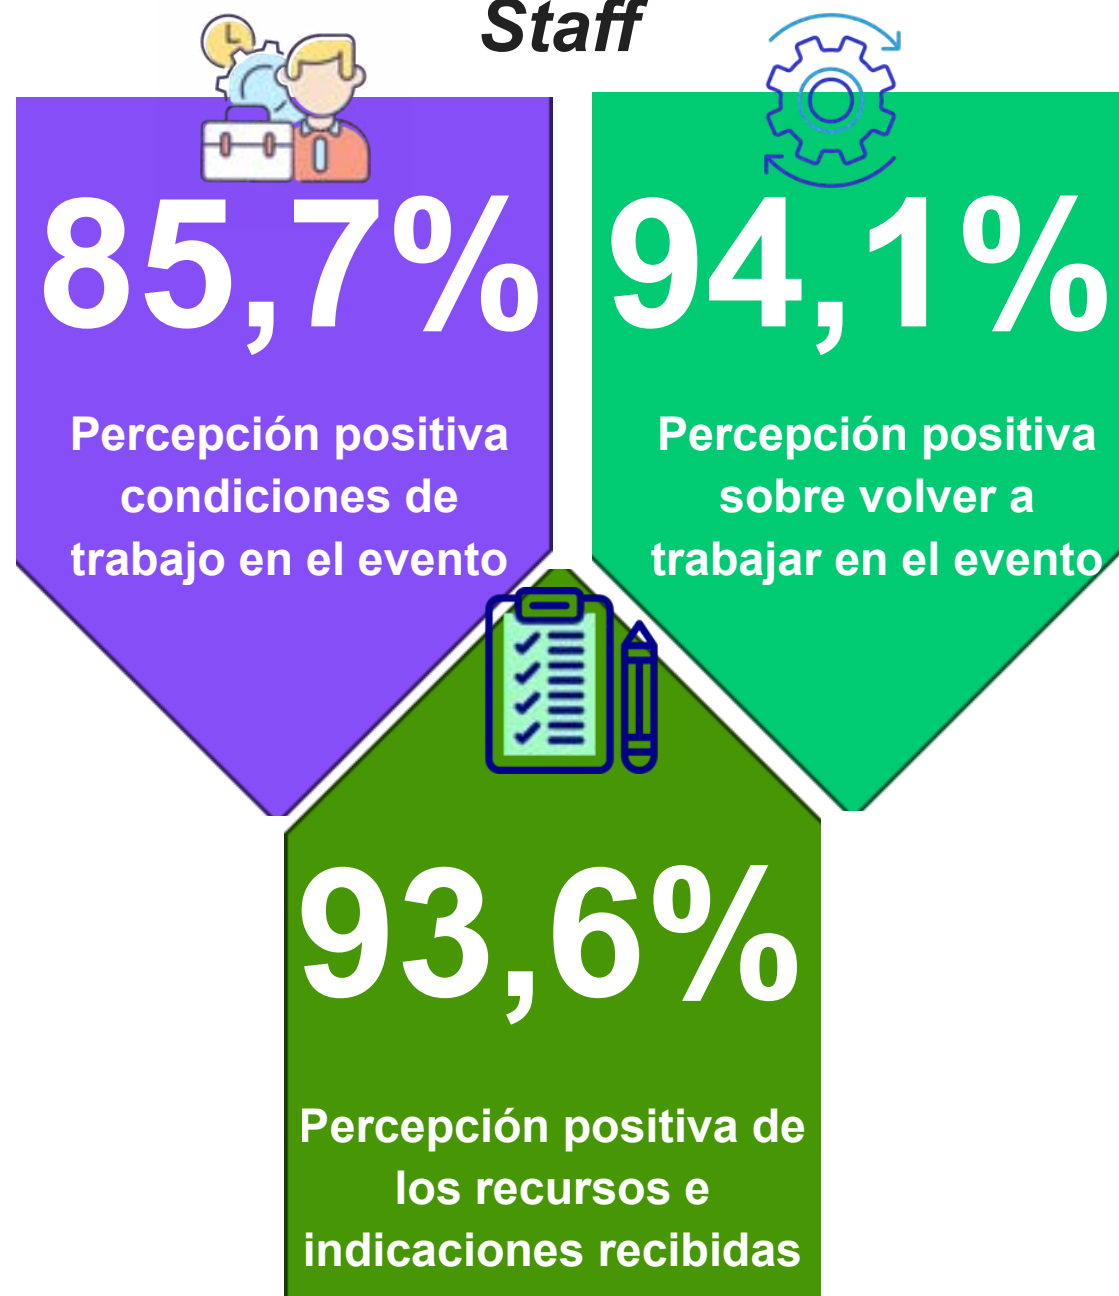 Staff
85,7%
Percepción positiva
condiciones de
trabajo en el evento
94,1%
Percepción positiva
sobre volver a
trabajar en el evento
93,6%
Percepción positiva de
los recursos e
indicaciones recibidas